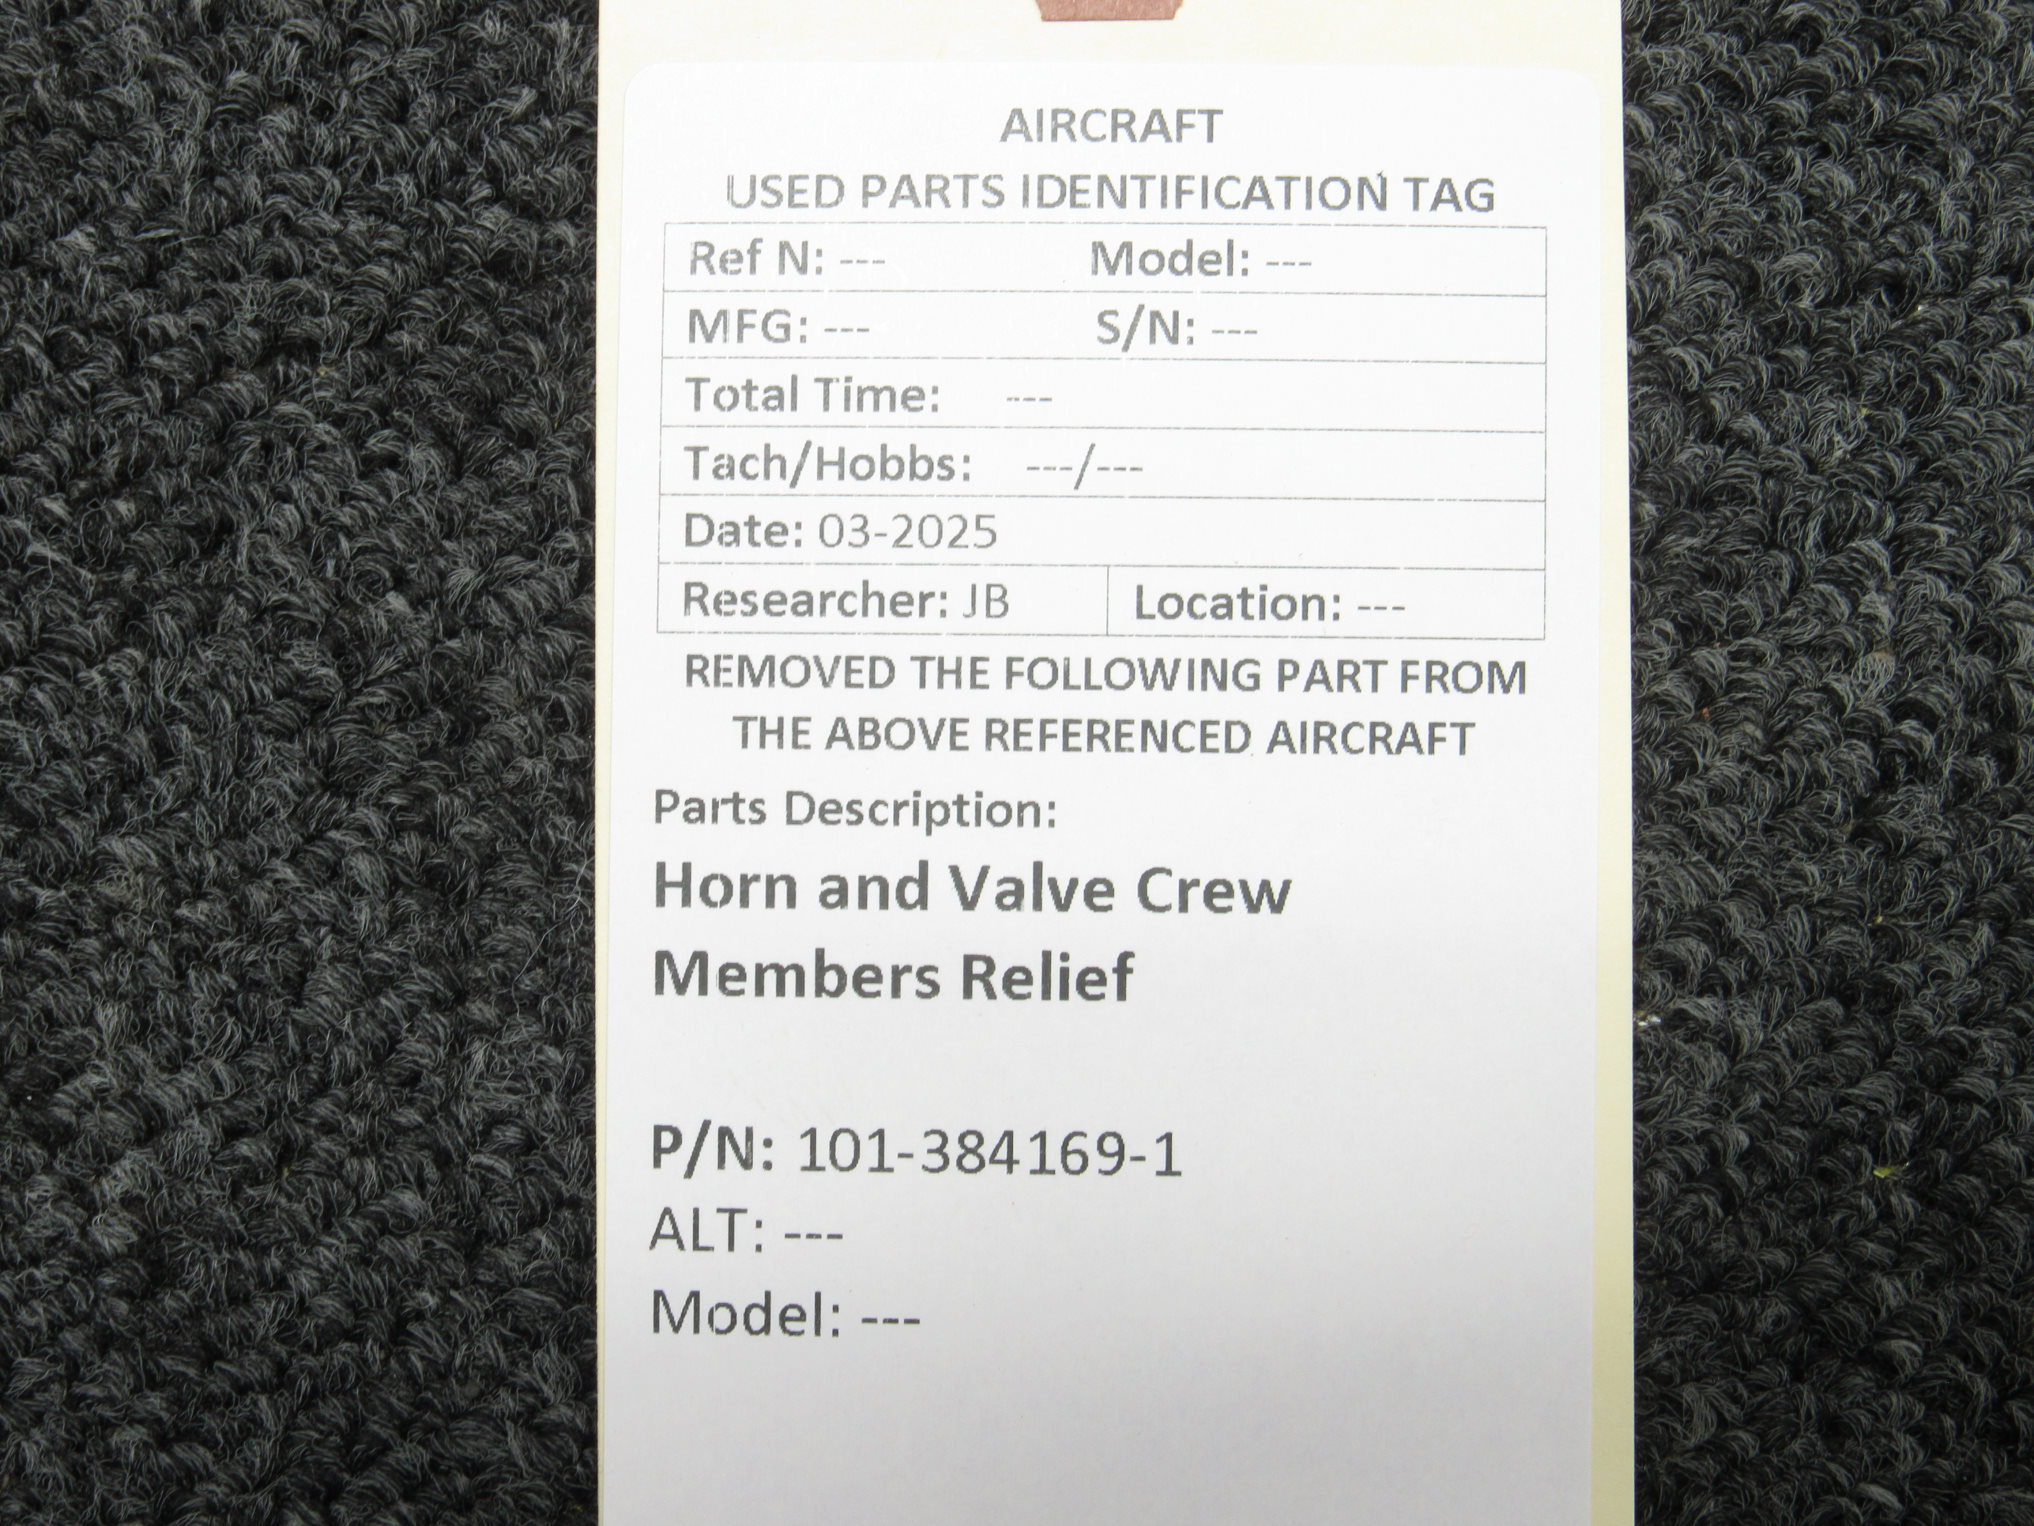 AIRCRAFT
USED PARTS IDENTIFICATION TAG
Ref N: --- Model: ---
MFG: --- S/N: ---
Total Time: ---
Tach/Hobbs: ---/---
Date: 03-2025
Researcher: JB Location: ---
REMOVED THE FOLLOWING PART FROM
THE ABOVE REFERENCED AIRCRAFT
Parts Description:
Horn and Valve Crew
Members Relief
P/N: 101-384169-1
ALT: ---
Model: ---